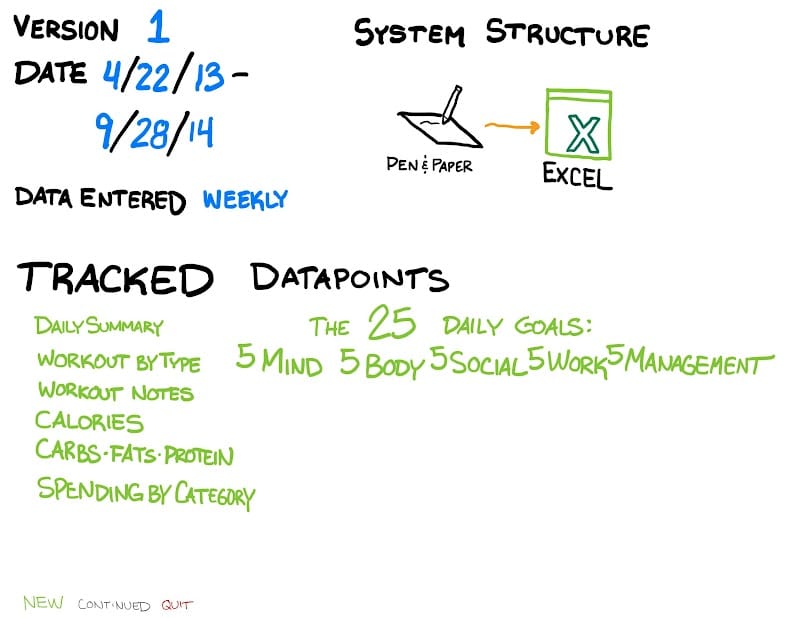 VERSION 1
DATE 4/22/13 -
9/28/14
DATA ENTERED WEEKLY
SYSTEM STRUCTURE
PEN & PAPER
X
EXCEL
TRACKED DATAPOINTS
DAILY SUMMARY
WORKOUT BY TYPE
WORKOUT NOTES
CALORIES
CARBS · FATS · PROTEIN
SPENDING BY CATEGORY
THE 25 DAILY GOALS:
5 MIND 5 BODY 5 SOCIAL 5 WORK 5 MANAGEMENT
NEW CONTINUED QUIT